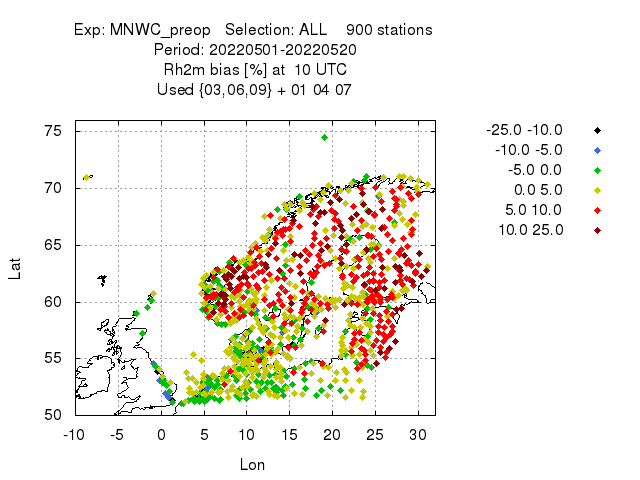 Exp: MNWC_preop   Selection: ALL    900 stations
Period: 20220501-20220520
Rh2m bias [%] at  10 UTC
Used {03,06,09} + 01 04 07
-25.0 -10.0
-10.0 -5.0
-5.0 0.0
0.0 5.0
5.0 10.0
10.0 25.0
Lat
75
70
65
60
55
50
-10 -5 0 5 10 15 20 25 30
Lon